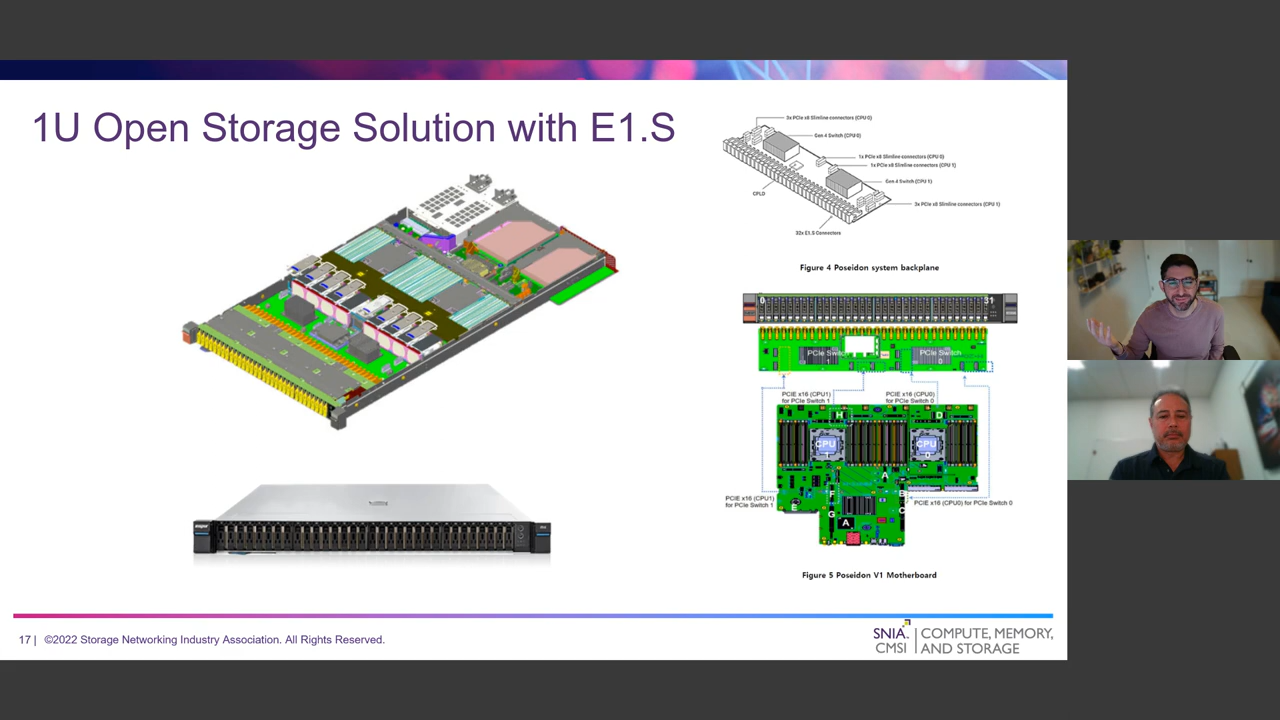 1U Open Storage Solution with E1.S
3x PCIe x8 Slimline connectors (CPU 0)
Gen 4 Switch (CPU 0)
1x PCIe x8 Slimline connectors (CPU 0)
1x PCIe x8 Slimline connectors (CPU 1)
Gen 4 Switch (CPU 1)
CPLD
3x PCIe x8 Slimline connectors (CPU 1)
32x E1.S Connectors
Figure 4 Poseidon system backplane
0
31
PCIe Switch
PCIe Switch
0
PCIE x16 (CPU1)
for PCIe Switch 1
PCIE x16 (CPU0)
for PCIe Switch 0
H
D
CPU
CPU
A
F
B
PCIE x16 (CPU1)
for PCIe Switch 1
E
G
A
C
PCIE x16 (CPU0) for PCIe Switch 0
Figure 5 Poseidon V1 Motherboard
17 | ©2022 Storage Networking Industry Association. All Rights Reserved.
SNIA.
CMSI
COMPUTE, MEMORY,
AND STORAGE